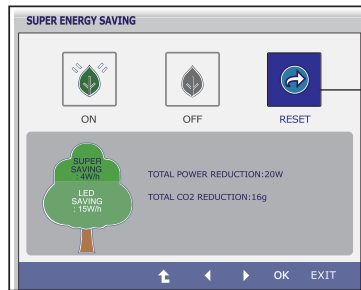 SUPER ENERGY SAVING
ON
OFF
RESET
SUPER
SAVING
: 4W/h
LED
SAVING
: 15W/h
TOTAL POWER REDUCTION:20W
TOTAL CO2 REDUCTION:16g
OK
EXIT